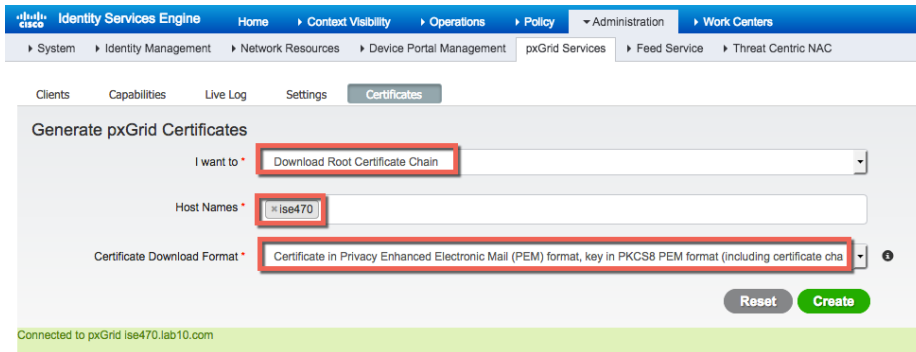 cisco Identity Services Engine Home Context Visibility Operations Policy Administration Work Centers
System Identity Management Network Resources Device Portal Management pxGrid Services Feed Service Threat Centric NAC
Clients Capabilities Live Log Settings Certificates
Generate pxGrid Certificates
I want to * Download Root Certificate Chain
Host Names * × ise470
Certificate Download Format * Certificate in Privacy Enhanced Electronic Mail (PEM) format, key in PKCS8 PEM format (including certificate cha
Reset Create
Connected to pxGrid ise470.lab10.com